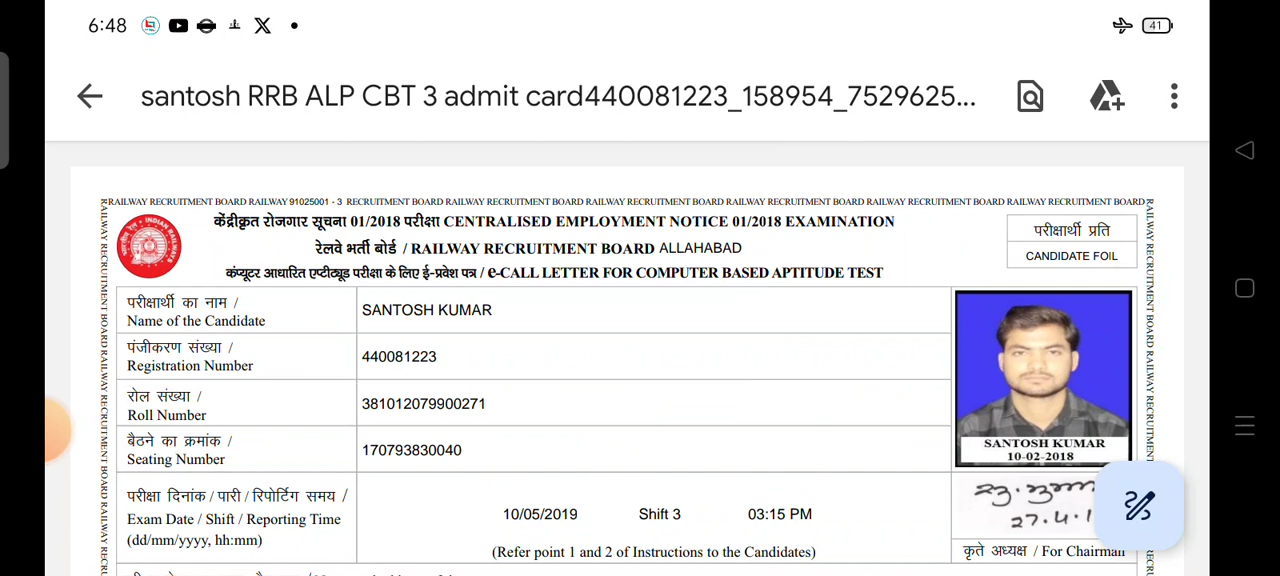 6:48
41
santosh RRB ALP CBT 3 admit card440081223_158954_7529625...
RAILWAY RECRUITMENT BOARD RAILWAY 91025001 - 3 RECRUITMENT BOARD RAILWAY RECRUITMENT BOARD RAILWAY RECRUITMENT BOARD RAILWAY RECRUITMENT BOARD RAILWAY RECRUITMENT BOARD RAILWAY RECRUITMENT BOARD
केंद्रीकृत रोजगार सूचना 01/2018 परीक्षा CENTRALISED EMPLOYMENT NOTICE 01/2018 EXAMINATION
रेलवे भर्ती बोर्ड / RAILWAY RECRUITMENT BOARD ALLAHABAD
कंप्यूटर आधारित एप्टीट्यूड परीक्षा के लिए ई-प्रवेश पत्र / e-CALL LETTER FOR COMPUTER BASED APTITUDE TEST
परीक्षार्थी प्रति
CANDIDATE FOIL
परीक्षार्थी का नाम /
Name of the Candidate
SANTOSH KUMAR
पंजीकरण संख्या /
Registration Number
440081223
रोल संख्या /
Roll Number
381012079900271
बैठने का क्रमांक /
Seating Number
170793830040
SANTOSH KUMAR
10-02-2018
परीक्षा दिनांक / पारी / रिपोर्टिंग समय /
Exam Date / Shift / Reporting Time
(dd/mm/yyyy, hh:mm)
10/05/2019 Shift 3 03:15 PM
(Refer point 1 and 2 of Instructions to the Candidates)
27.4.1
कृते अध्यक्ष / For Chairman